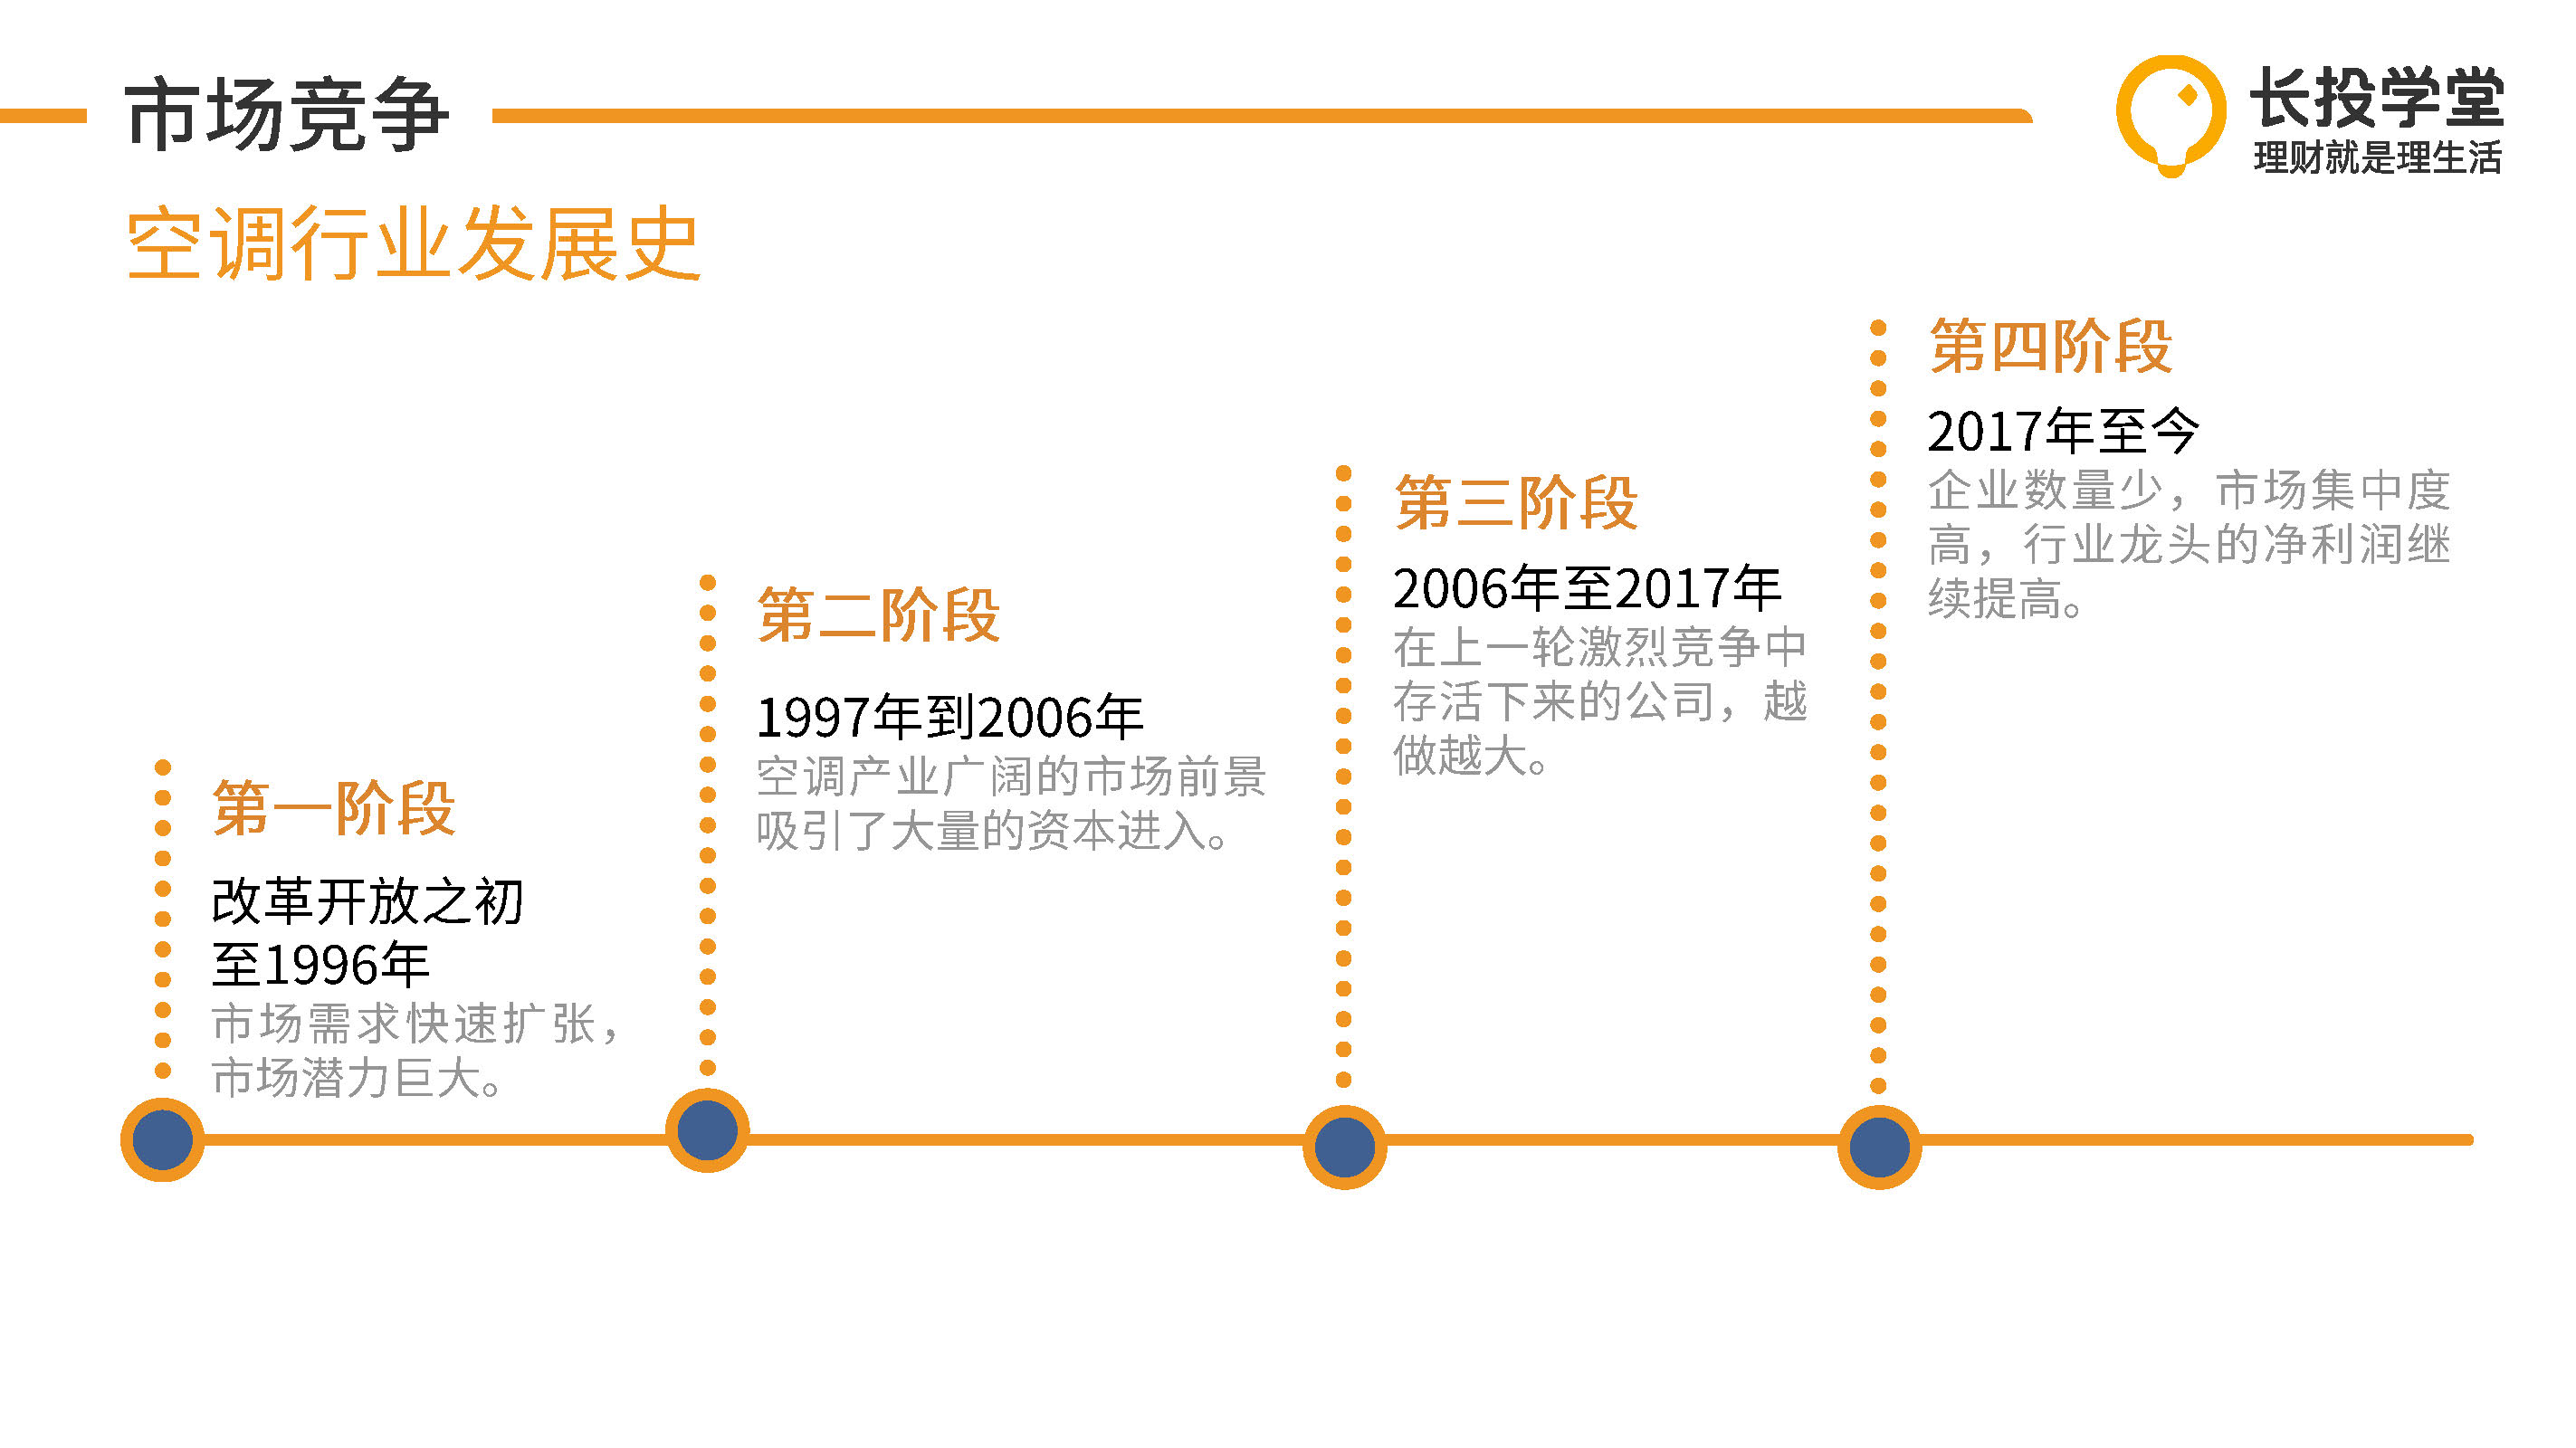 市场竞争
长投学堂
理财就是理生活
空调行业发展史
第一阶段
改革开放之初
至1996年
市场需求快速扩张，
市场潜力巨大。
第二阶段
1997年到2006年
空调产业广阔的市场前景
吸引了大量的资本进入。
第三阶段
2006年至2017年
在上一轮激烈竞争中
存活下来的公司，越
做越大。
第四阶段
2017年至今
企业数量少，市场集中度
高，行业龙头的净利润继
续提高。